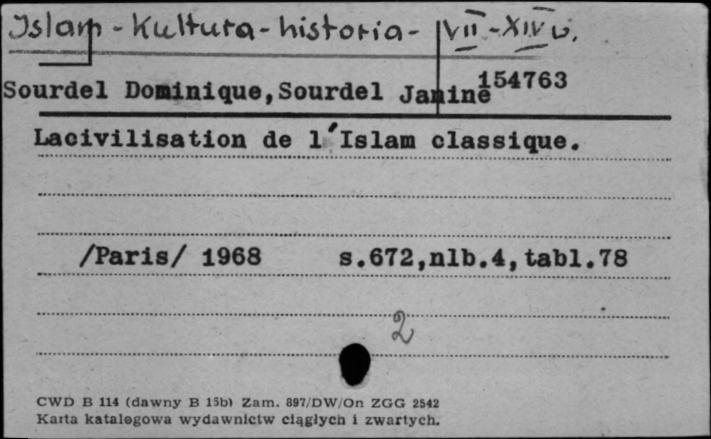 Islam - Kultura - historia - VII - XIV w.
Sourdel Dominique,Sourdel Janine 154763
Lacivilisation de l'Islam classique.
/Paris/ 1968 s.672,nlb.4,tabl.78
2
CWD B 114 (dawny B 15b) Zam. 897/DW/On ZGG 2542
Karta katalogowa wydawnictw ciągłych i zwartych.